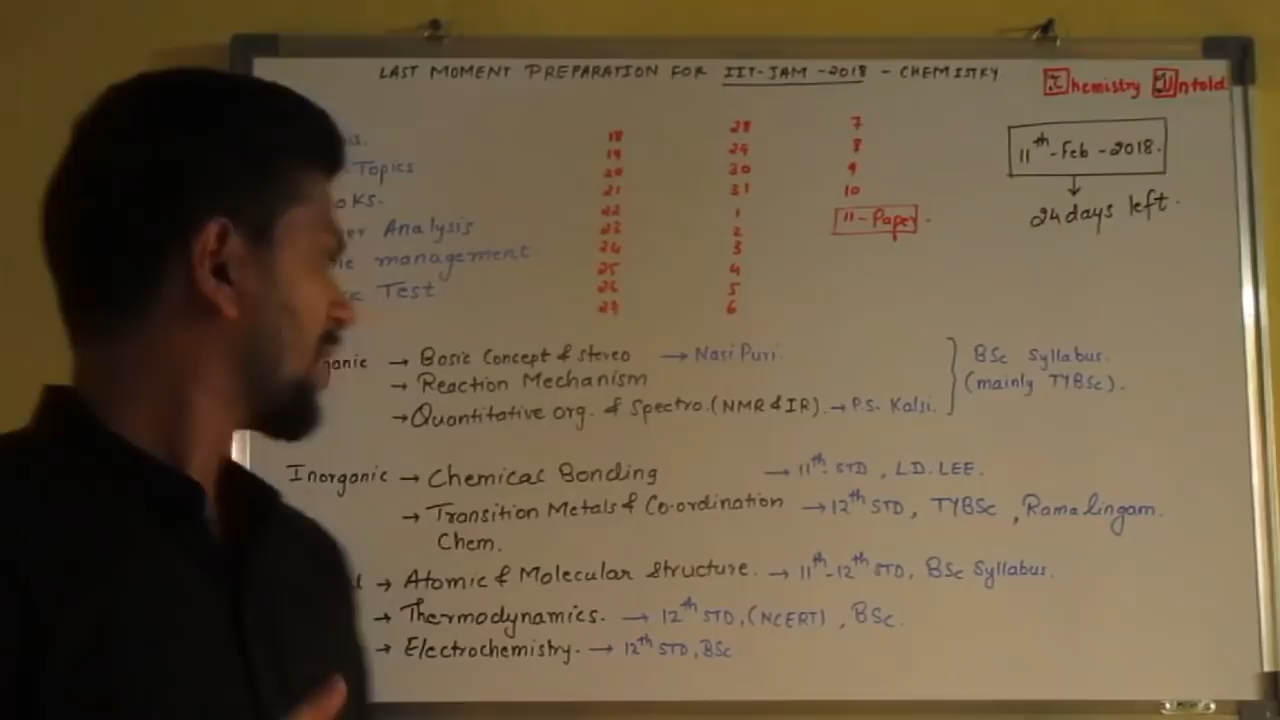 LAST MOMENT PREPARATION FOR IIT-JAM-2018 - CHEMISTRY
Chemistry Untold
18 28 7
19 29 8
20 30 9
21 31 10
22 1 11-Paper.
23 2
24 3
25 4
26 5
27 6
11th-Feb-2018.
24 days left.
Topics
oks.
er Analysis
e management
Test
ganic → Basic Concept & Stereo → Nasipuri.
→ Reaction Mechanism
→ Quantitative org. & Spectro. (NMR & IR). → P.S. Kalsi.
BSc Syllabus.
(mainly TYBSc).
Inorganic → Chemical Bonding → 11th STD, J.D. LEE.
→ Transition Metals & Co-ordination Chem. → 12th STD, TYBSc, Ramalingam.
l → Atomic & Molecular Structure. → 11th-12th STD, BSc Syllabus.
→ Thermodynamics. → 12th STD, (NCERT), BSc.
→ Electrochemistry. → 12th STD, BSc